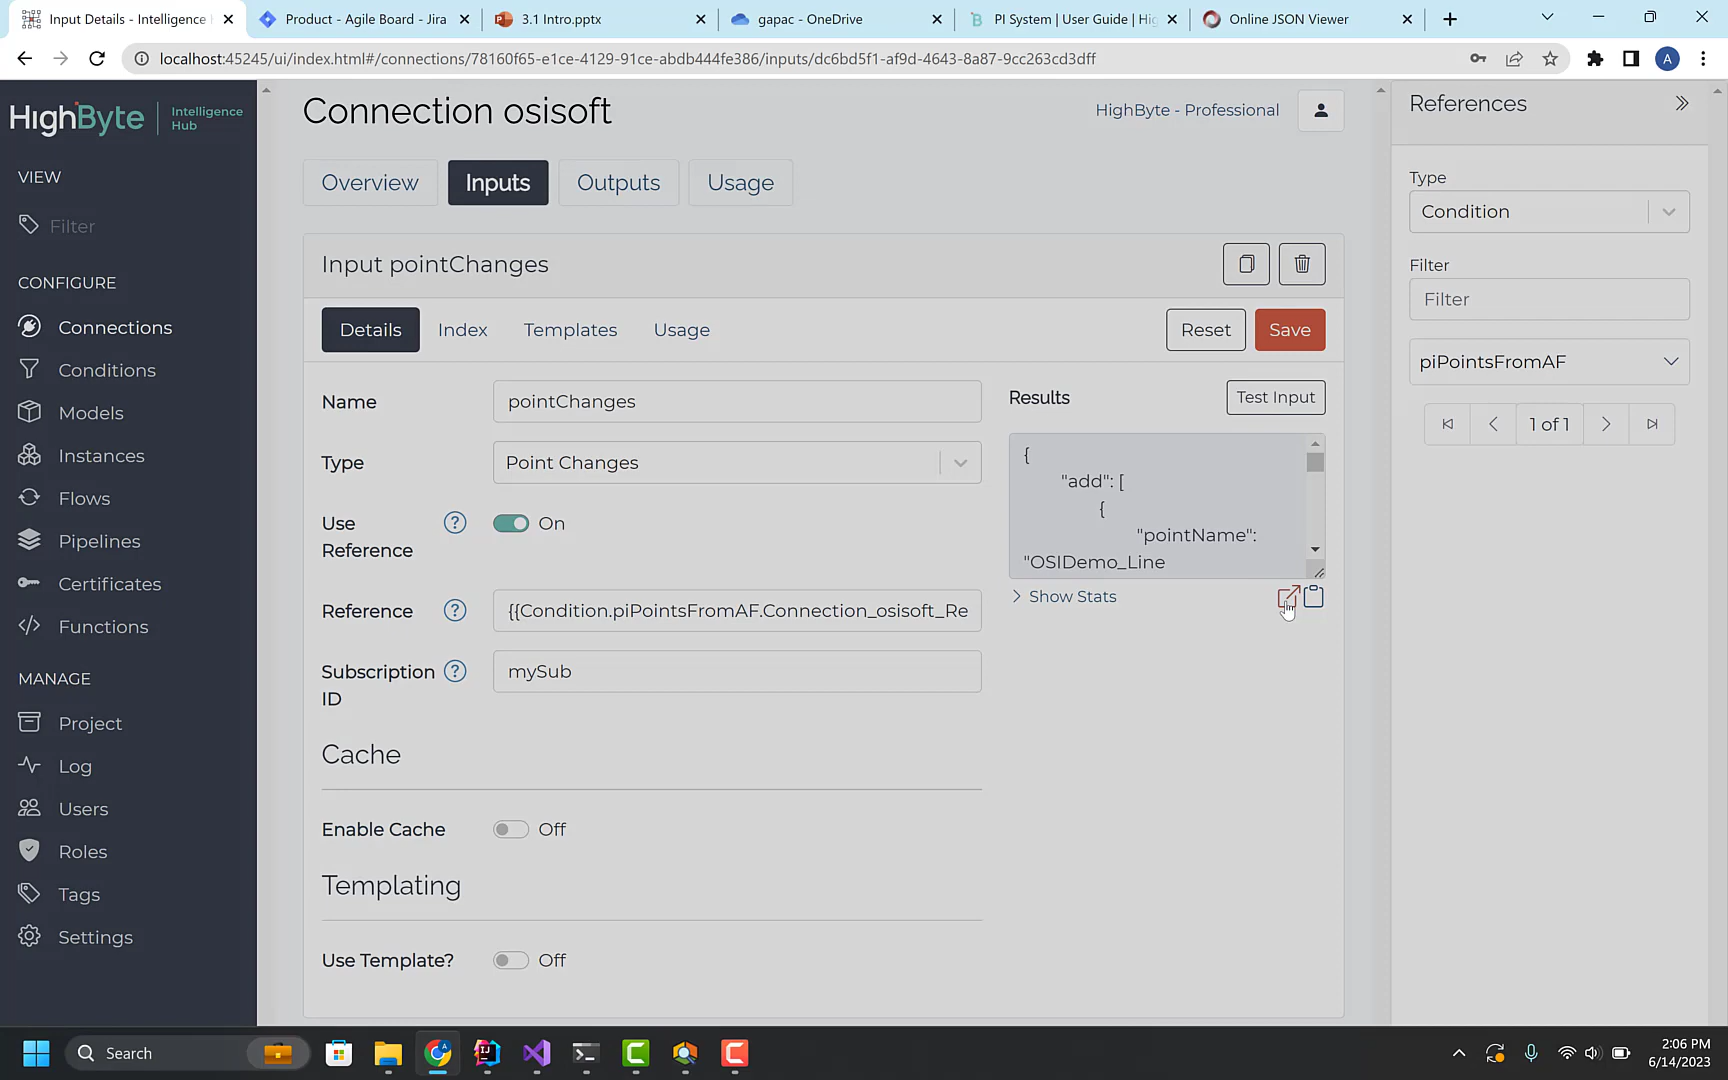 Input Details - Intelligence
Product - Agile Board - Jira
3.1 Intro.pptx
gapac - OneDrive
PI System | User Guide | Hig
Online JSON Viewer
localhost:45245/ui/index.html#/connections/78160f65-e1ce-4129-91ce-abdb444fe386/inputs/dc6bd5f1-af9d-4643-8a87-9cc263cd3dff
A
HighByte
Intelligence
Hub
VIEW
Filter
CONFIGURE
Connections
Conditions
Models
Instances
Flows
Pipelines
Certificates
Functions
MANAGE
Project
Log
Users
Roles
Tags
Settings
Connection osisoft
HighByte - Professional
Overview
Inputs
Outputs
Usage
Input pointChanges
Details
Index
Templates
Usage
Reset
Save
Name
pointChanges
Type
Point Changes
Use
Reference
On
Reference
{{Condition.piPointsFromAF.Connection_osisoft_Re
Subscription
ID
mySub
Cache
Enable Cache
Off
Templating
Use Template?
Off
Results
Test Input
{
"add": [
{
"pointName":
"OSIDemo_Line
Show Stats
References
Type
Condition
Filter
Filter
piPointsFromAF
1 of 1
Search
A
2:06 PM
6/14/2023